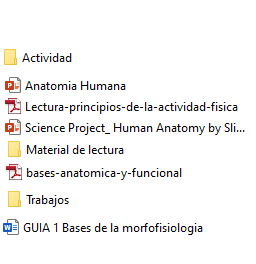 Actividad
Anatomia Humana
Lectura-principios-de-la-actividad-fisica
Science Project_ Human Anatomy by Sli...
Material de lectura
bases-anatomica-y-funcional
Trabajos
GUIA 1 Bases de la morfofisiologia